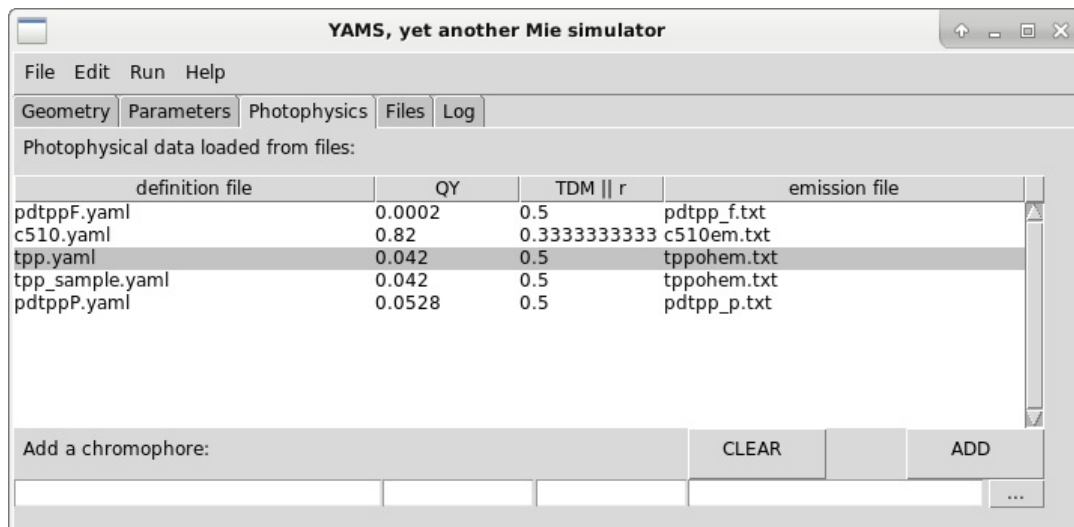 YAMS, yet another Mie simulator
File Edit Run Help
Geometry Parameters Photophysics Files Log
Photophysical data loaded from files:
definition file QY TDM || r emission file
pdtppF.yaml 0.0002 0.5 pdtpp_f.txt
c510.yaml 0.82 0.3333333333 c510em.txt
tpp.yaml 0.042 0.5 tppohem.txt
tpp_sample.yaml 0.042 0.5 tppohem.txt
pdtppP.yaml 0.0528 0.5 pdtpp_p.txt
Add a chromophore: CLEAR ADD
...